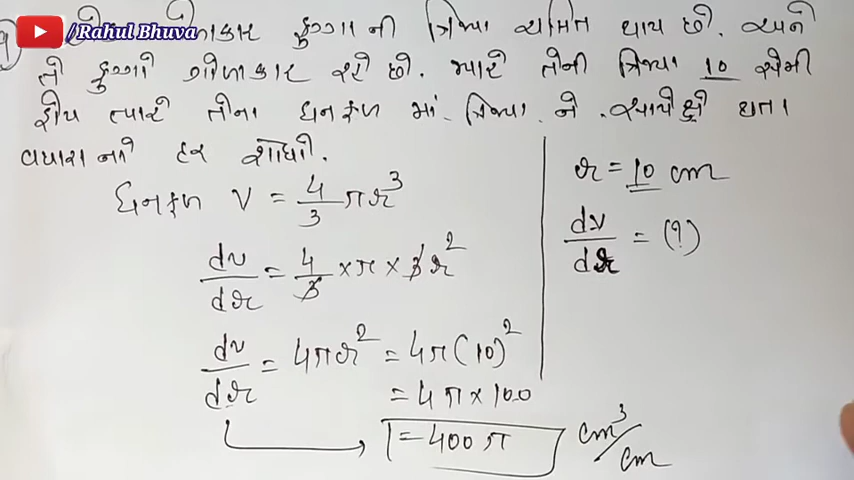 / Rahul Bhuva
ગોળાકાર ફુગ્ગાની ત્રિજ્યા ચલિત થાય છે. અને
તે ફુગ્ગો ગોળાકાર રહે છે. જ્યારે તેની ત્રિજ્યા 10 સેમી
હોય ત્યારે તેના ઘનફળ માં ત્રિજ્યા ને સાપેક્ષે થતા
વધારાનો દર શોધો.
ઘનફળ V = 4/3 πr³
dv/dr = 4/3 × π × 3r²
dv/dr = 4πr² = 4π(10)²
= 4π × 100
= 400π cm³/cm
r = 10 cm
dv/dr = (?)